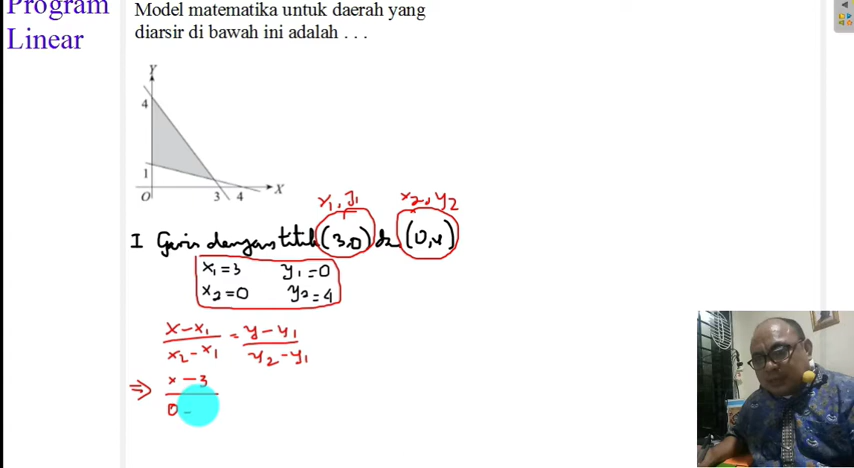 Program
Linear
Model matematika untuk daerah yang
diarsir di bawah ini adalah . . .
Y
4
1
O
3 4
X
x₁, y₁ x₂, y₂
I Garis dengan titik (3,0) d (0,4)
x₁=3 y₁=0
x₂=0 y₂=4
x-x₁/x₂-x₁ = y-y₁/y₂-y₁
⇒ x-3/0-